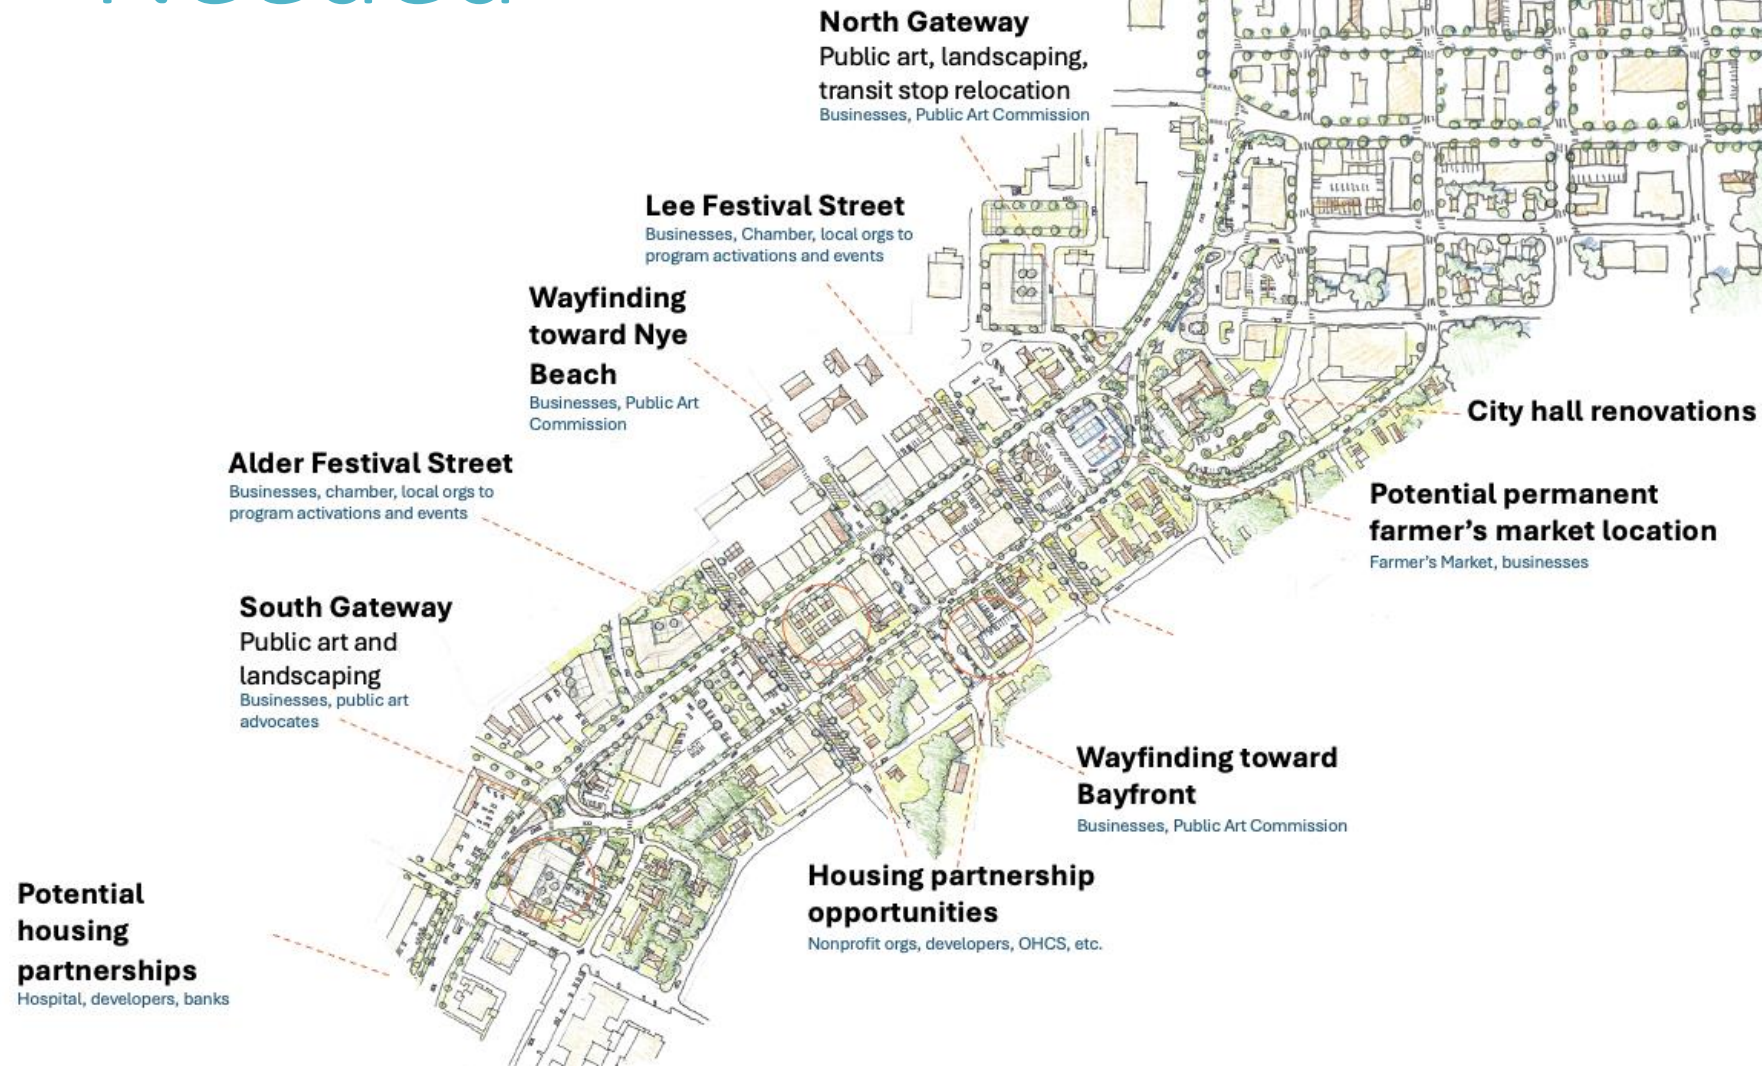 Needed
North Gateway
Public art, landscaping,
transit stop relocation
Businesses, Public Art Commission
Lee Festival Street
Businesses, Chamber, local orgs to
program activations and events
Wayfinding
toward Nye
Beach
Businesses, Public Art
Commission
City hall renovations
Alder Festival Street
Businesses, chamber, local orgs to
program activations and events
Potential permanent
farmer’s market location
Farmer’s Market, businesses
South Gateway
Public art and
landscaping
Businesses, public art
advocates
Wayfinding toward
Bayfront
Businesses, Public Art Commission
Housing partnership
opportunities
Nonprofit orgs, developers, OHCS, etc.
Potential
housing
partnerships
Hospital, developers, banks